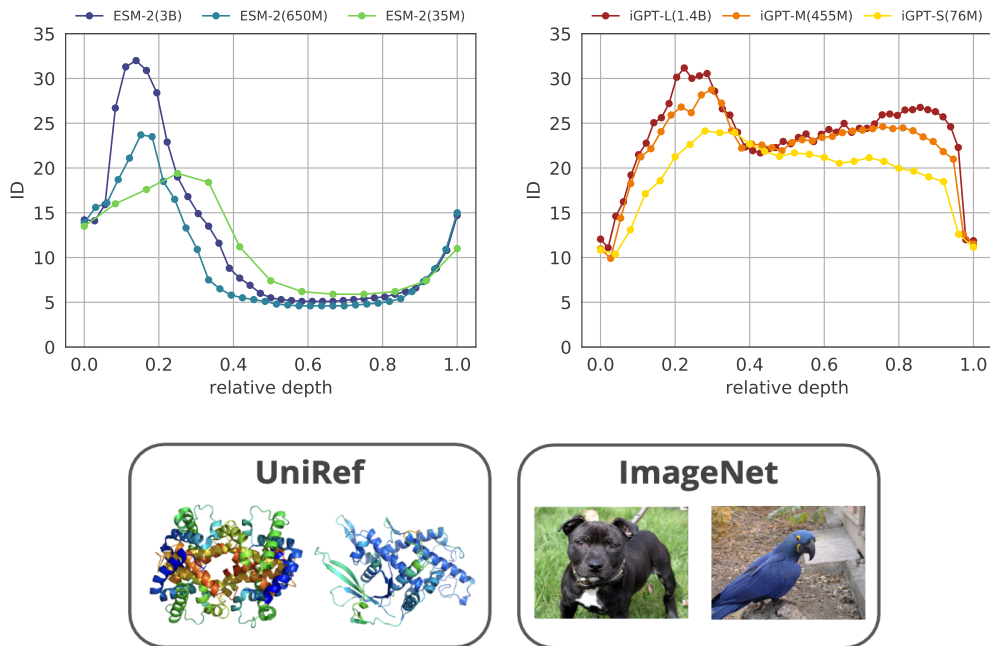 ESM-2(3B) ESM-2(650M) ESM-2(35M)
35
30
25
20
15
10
5
0
ID
0.0 0.2 0.4 0.6 0.8 1.0
relative depth
iGPT-L(1.4B) iGPT-M(455M) iGPT-S(76M)
35
30
25
20
15
10
5
0
ID
0.0 0.2 0.4 0.6 0.8 1.0
relative depth
UniRef
ImageNet